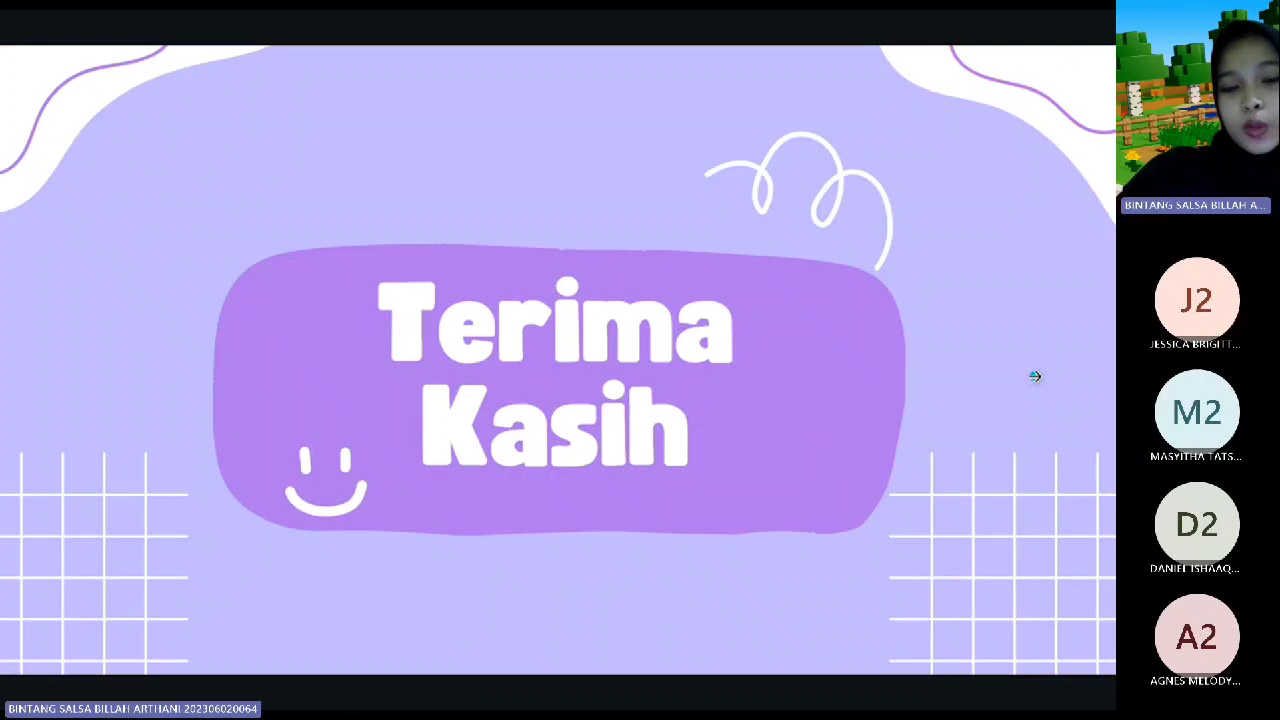 Terima
Kasih
BINTANG SALSA BILLAH A...
J2
JESSICA BRIGITT...
M2
MASYITHA TATS...
D2
DANIEL ISHAAQ...
A2
AGNES MELODY...
BINTANG SALSA BILLAH ARTHANI 202306020064